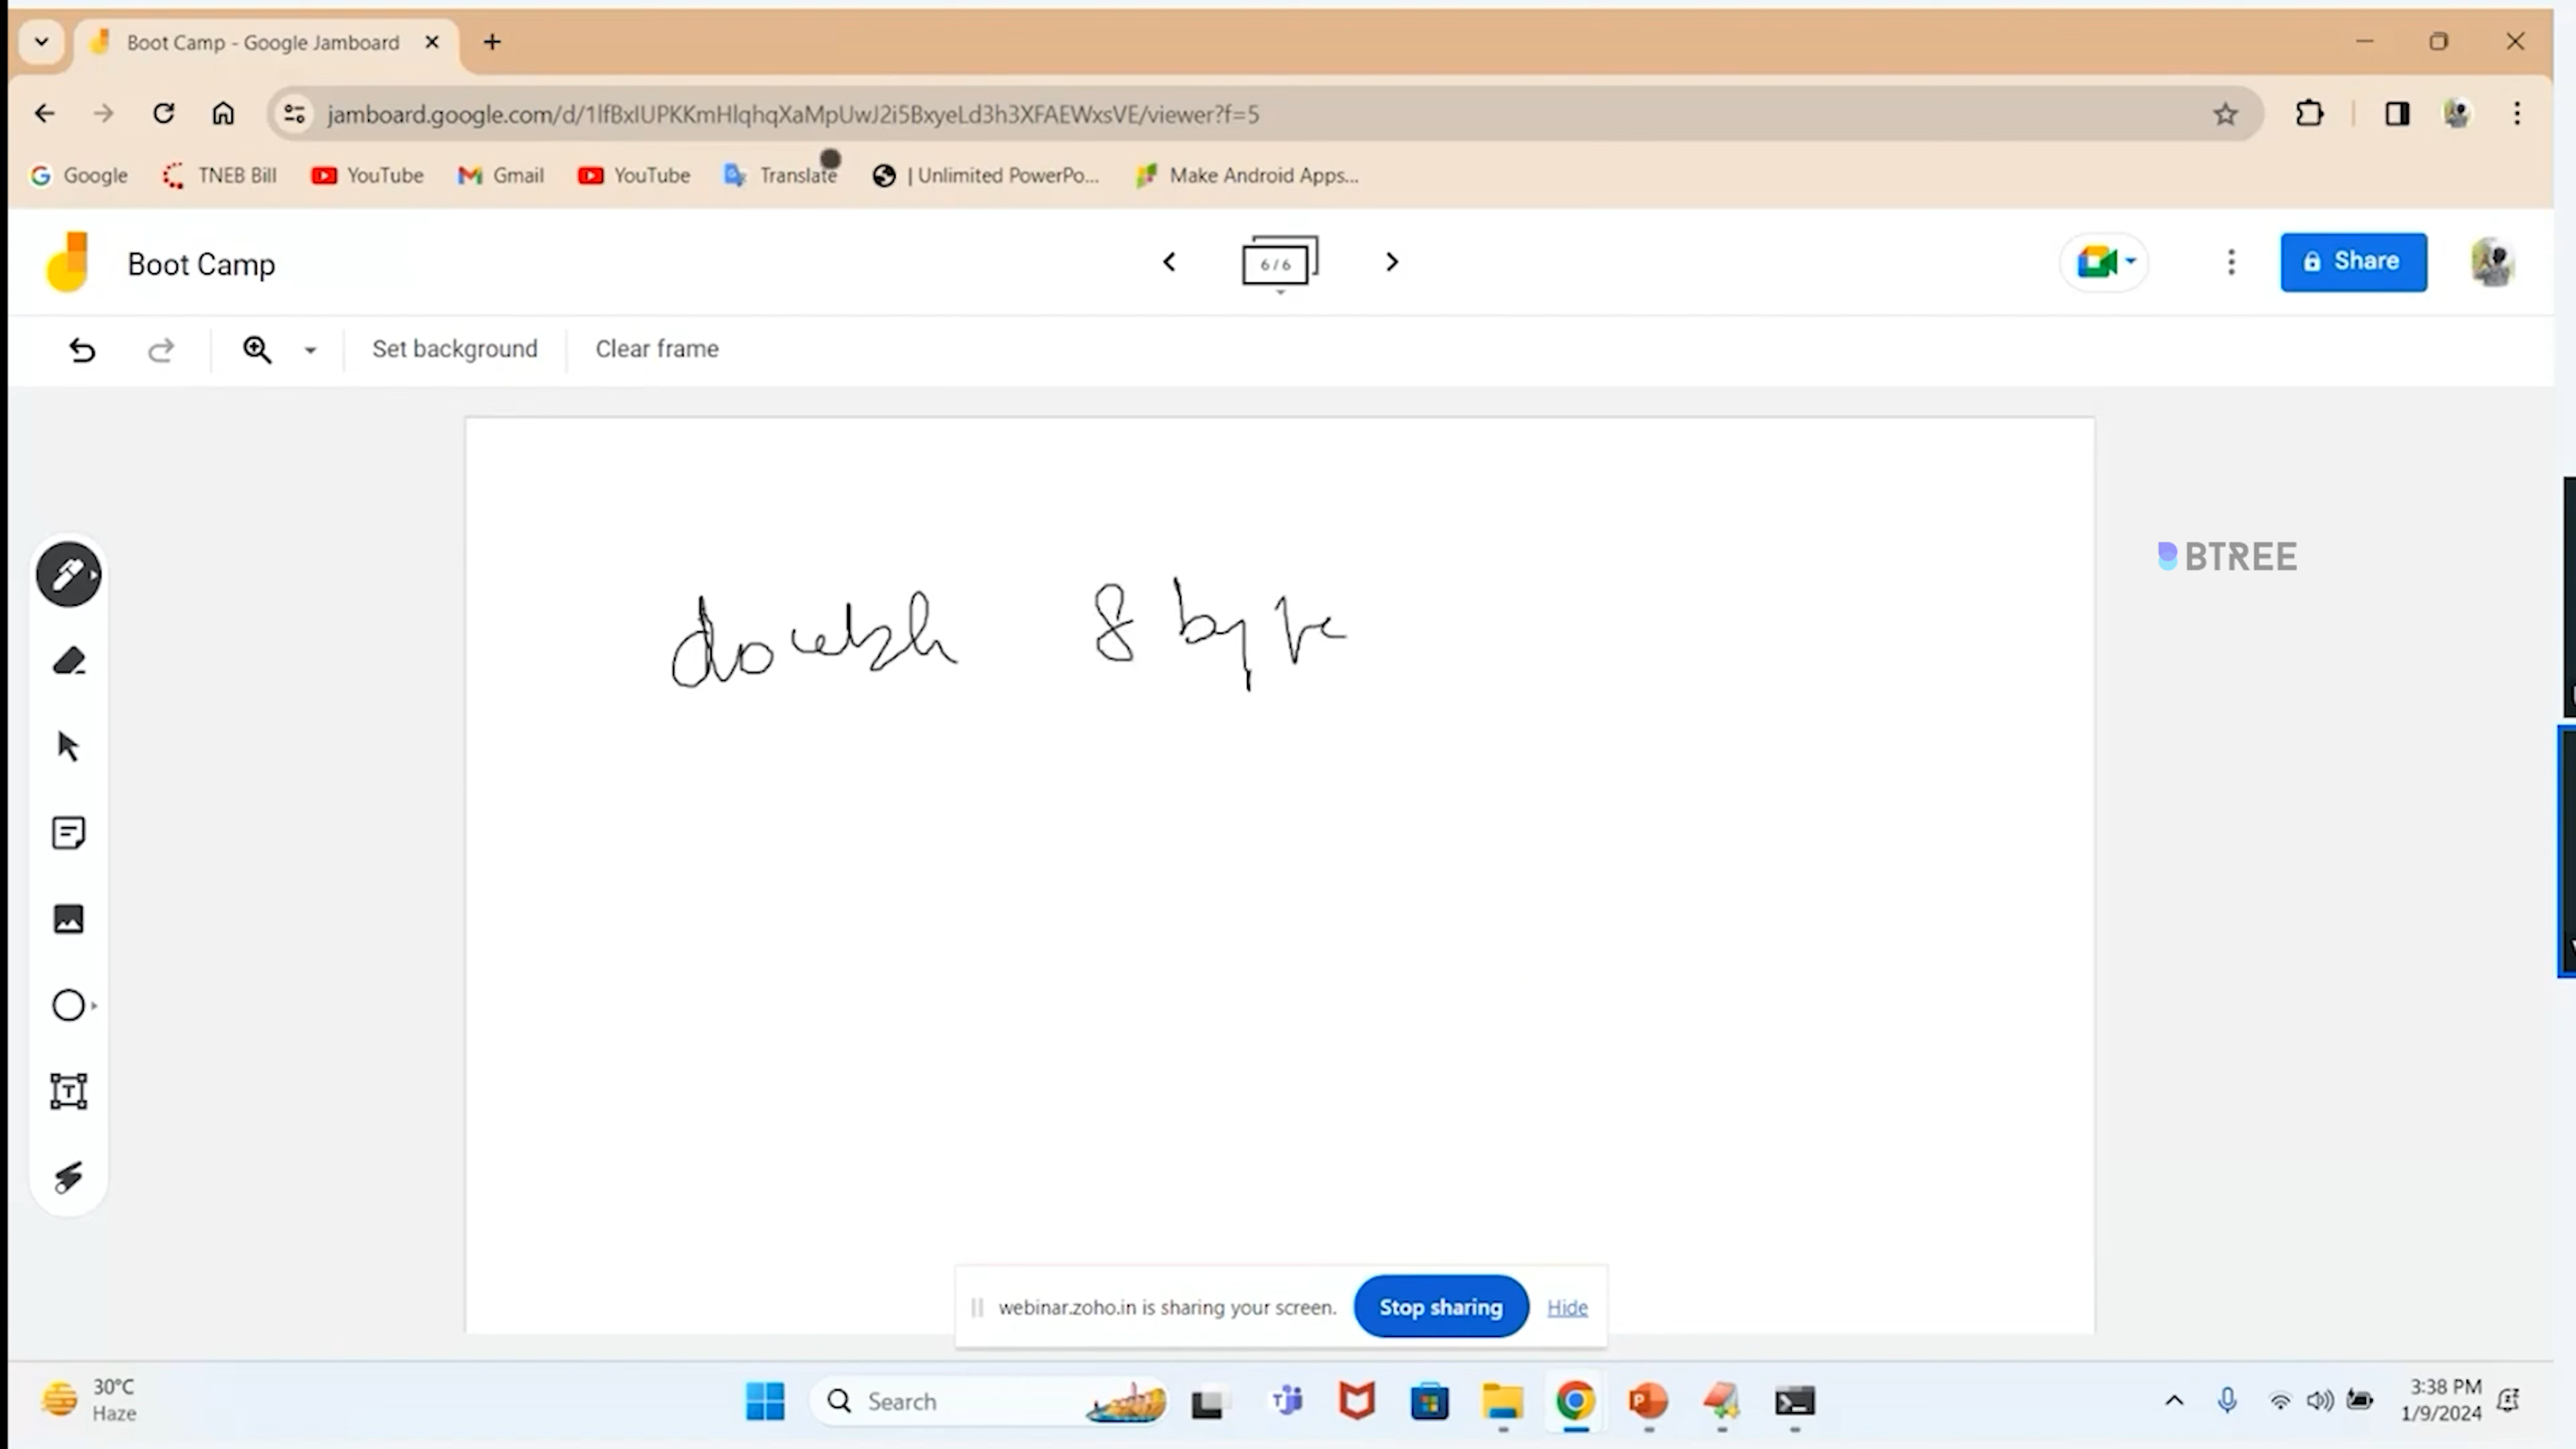 Boot Camp - Google Jamboard
jamboard.google.com/d/1lfBxIUPKKmHlqhqXaMpUwJ2i5BxyeLd3h3XFAEWxsVE/viewer?f=5
Google TNEB Bill YouTube Gmail YouTube Translate | Unlimited PowerPo... Make Android Apps...
Boot Camp 6 / 6 Share
Set background Clear frame
BTREE
double 8 byte
webinar.zoho.in is sharing your screen. Stop sharing Hide
30°C
Haze
Search
3:38 PM
1/9/2024